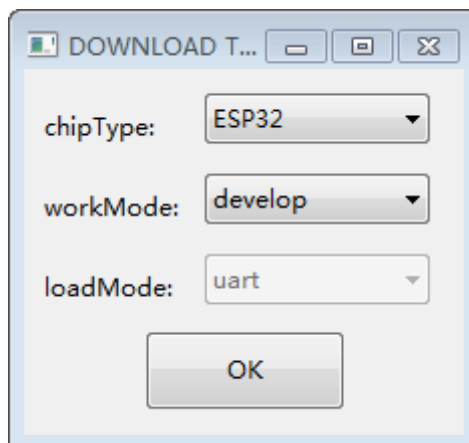 DOWNLOAD T...
chipType: ESP32
workMode: develop
loadMode: uart
OK